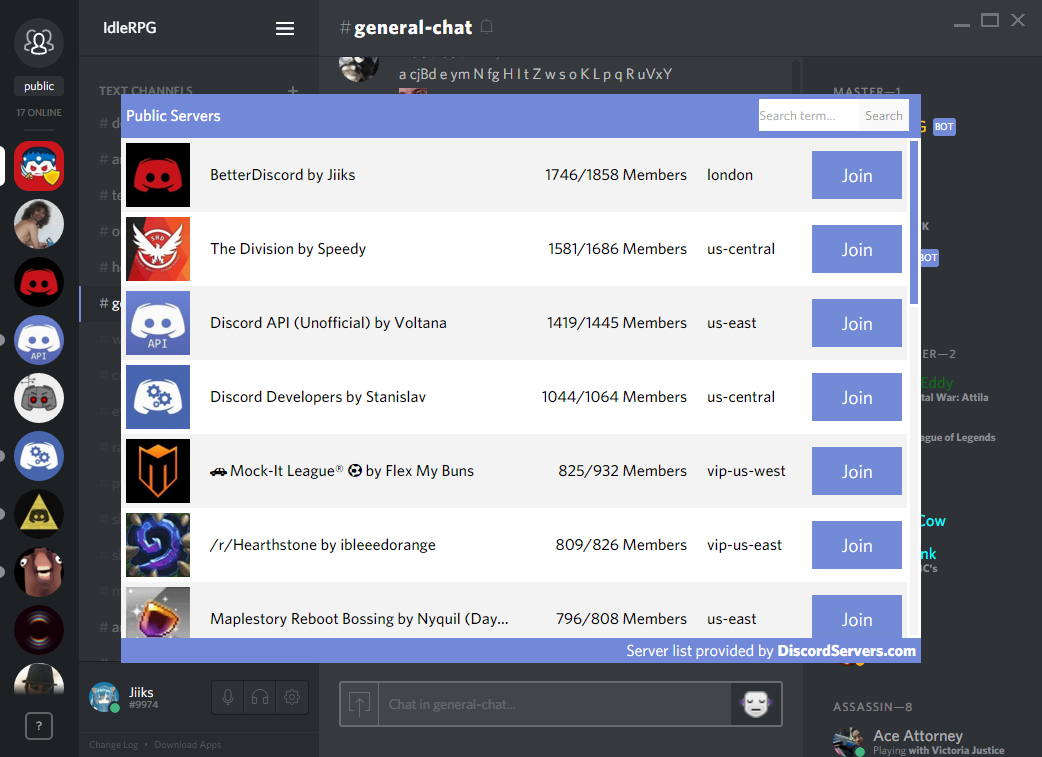 IdleRPG
#general-chat
public
17 ONLINE
a cjBd e ym N fg H I t Z w s o K L p q R uVxY
TEXT CHANNELS
+
MASTER—1
Public Servers
Search term...
Search
BOT
BetterDiscord by Jiiks
1746/1858 Members
london
Join
SHD
The Division by Speedy
1581/1686 Members
us-central
Join
BOT
API
Discord API (Unofficial) by Voltana
1419/1445 Members
us-east
Join
API
ER—2
Discord Developers by Stanislav
1044/1064 Members
us-central
Join
Eddy
tal War: Attila
ague of Legends
🚗 Mock-It League® ⚽ by Flex My Buns
825/932 Members
vip-us-west
Join
/r/Hearthstone by ibleeedorange
809/826 Members
vip-us-east
Join
Cow
nk
BC's
Maplestory Reboot Bossing by Nyquil (Day...
796/808 Members
us-east
Join
Server list provided by DiscordServers.com
Jiiks
#9974
Chat in general-chat...
ASSASSIN—8
?
Change Log • Download Apps
Ace Attorney
Playing with Victoria Justice